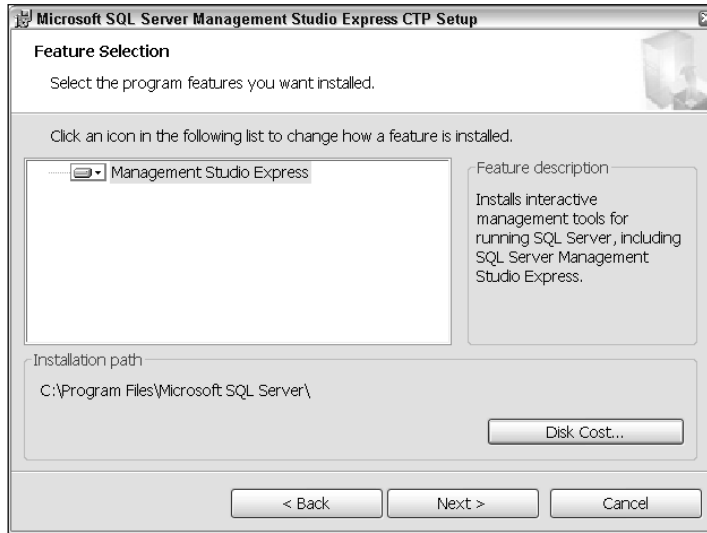 Microsoft SQL Server Management Studio Express CTP Setup
Feature Selection
Select the program features you want installed.
Click an icon in the following list to change how a feature is installed.
Management Studio Express
Feature description
Installs interactive
management tools for
running SQL Server, including
SQL Server Management
Studio Express.
Installation path
C:\Program Files\Microsoft SQL Server\
Disk Cost...
< Back
Next >
Cancel